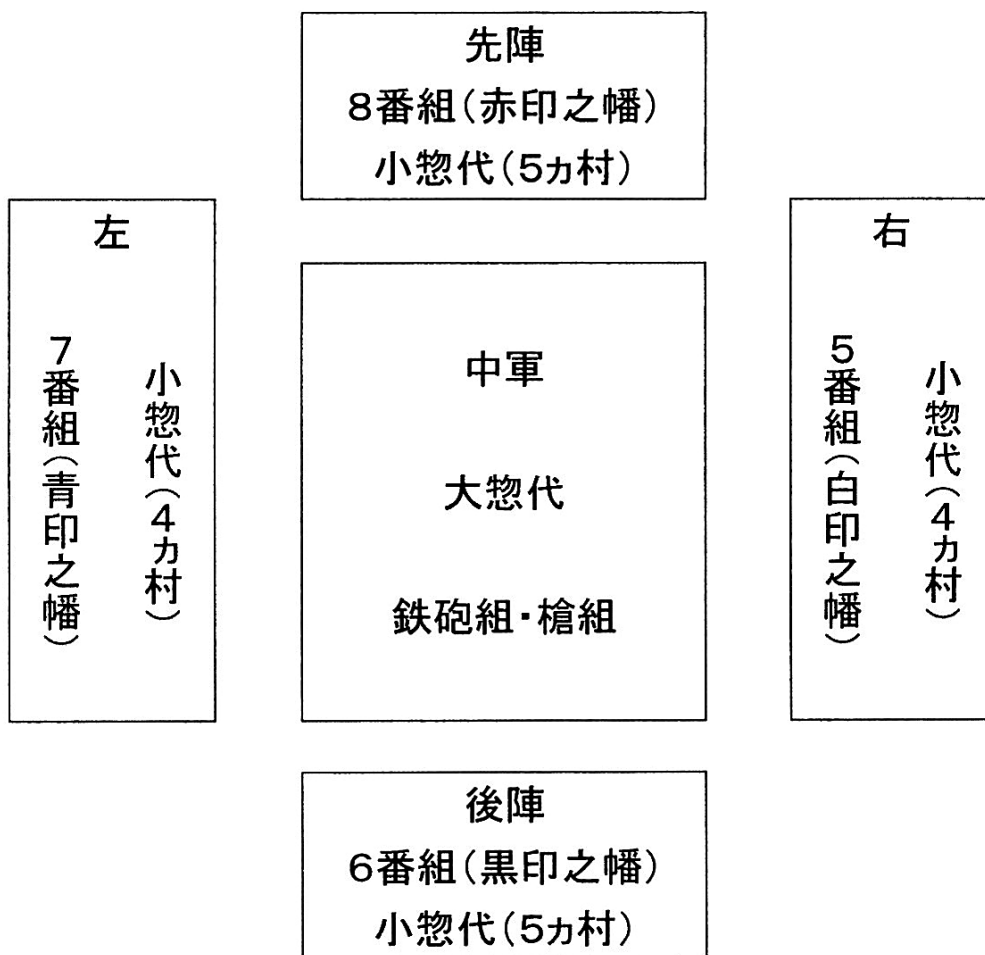 先陣
8番組(赤印之幡)
小惣代(5ヵ村)
左
小惣代(4ヵ村)
7番組(青印之幡)
中軍
大惣代
鉄砲組・槍組
右
小惣代(4ヵ村)
5番組(白印之幡)
後陣
6番組(黒印之幡)
小惣代(5ヵ村)